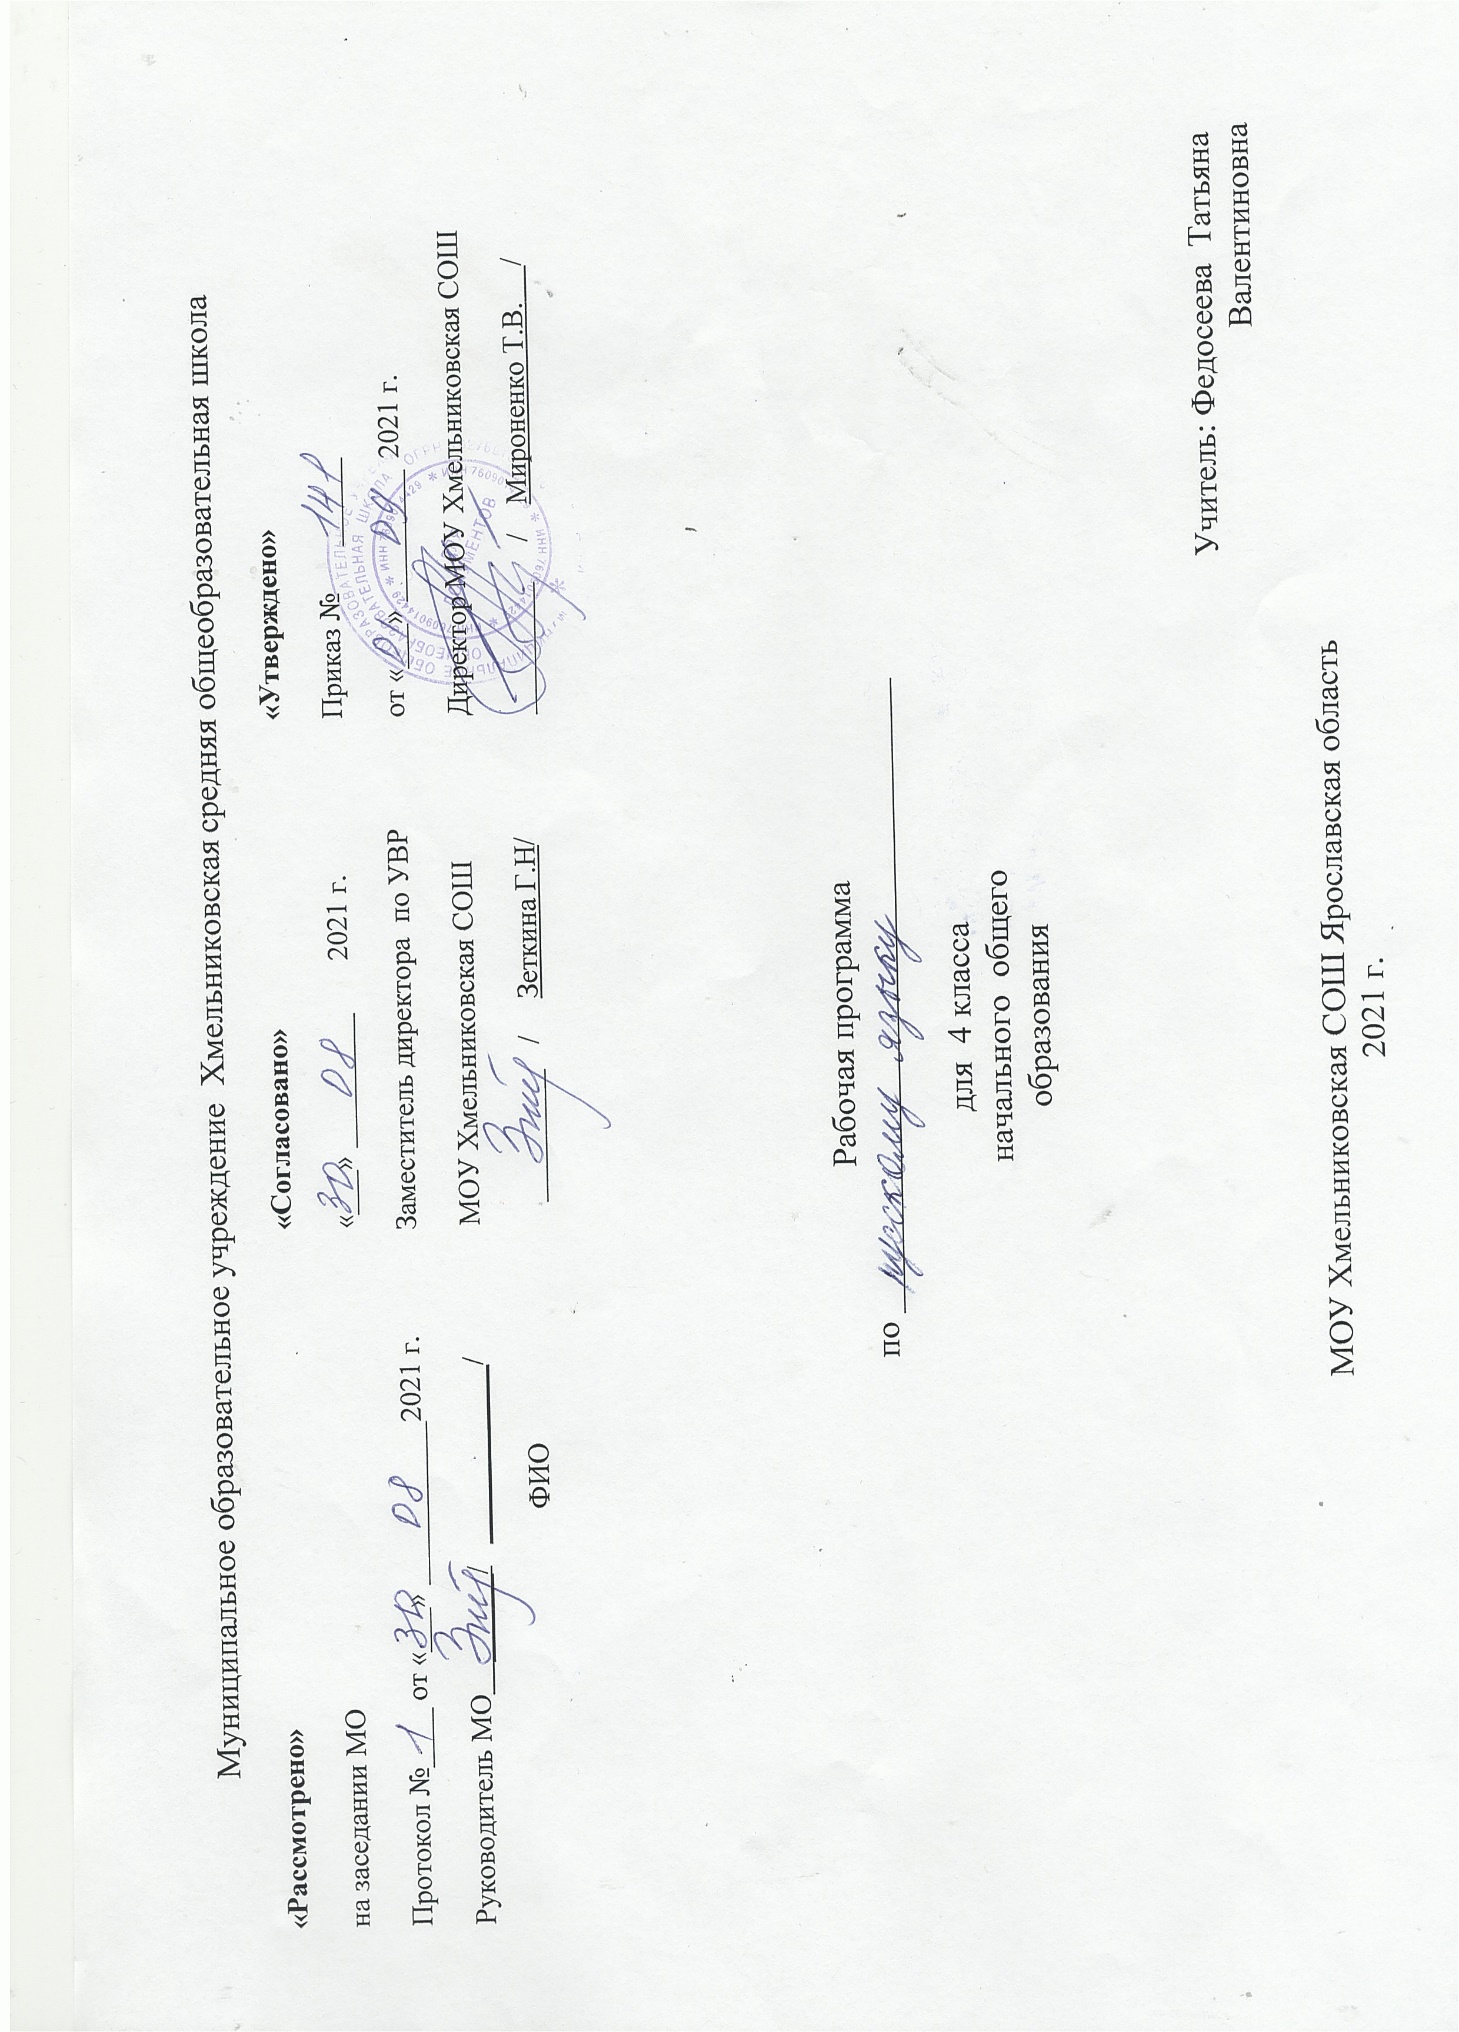 Муниципальное образовательное учреждение Хмельниковская средняя общеобразовательная школа
«Рассмотрено»
на заседании МО
Протокол № 1 от «30» 08 2021 г.
Руководитель МО / /
ФИО
«Согласовано»
«30» 08 2021 г.
Заместитель директора по УВР
МОУ Хмельниковская СОШ
/ Зеткина Г.Н/
«Утверждено»
Приказ №
от «01» 09 2021 г.
Директор МОУ Хмельниковская СОШ
/ Мироненко Т.В. /
Рабочая программа
по русскому языку
для 4 класса
начального общего
образования
Учитель: Федосеева Татьяна
Валентиновна
МОУ Хмельниковская СОШ Ярославская область
2021 г.